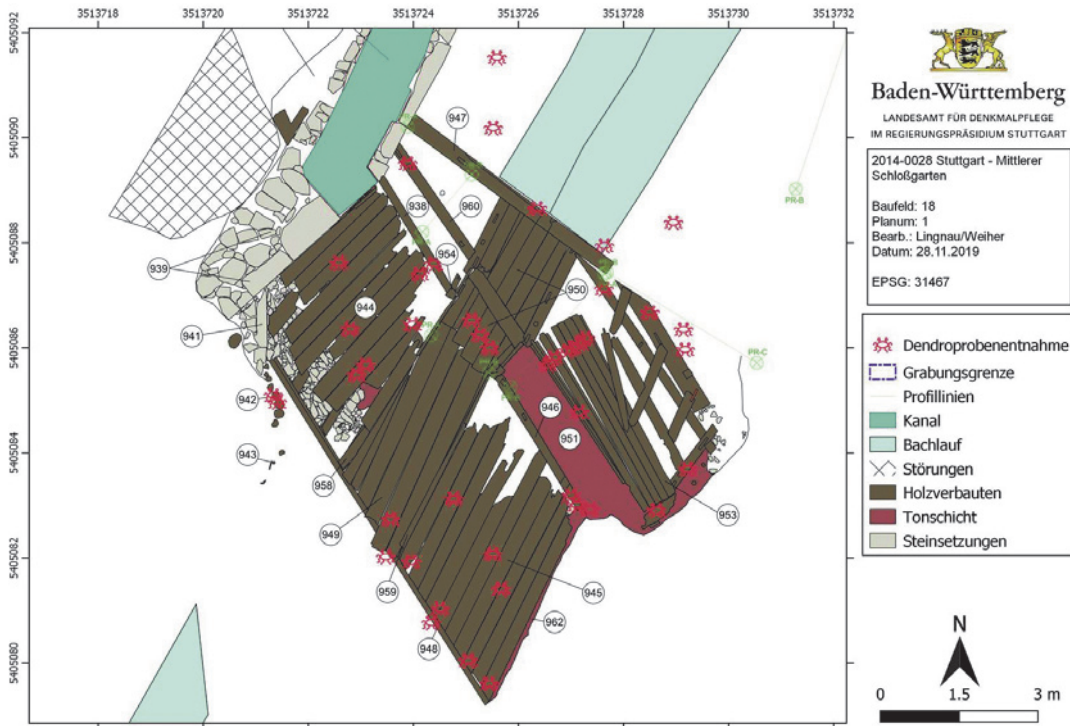 3513718 3513720 3513722 3513724 3513726 3513728 3513730 3513732
5405092
5405090
5405088
5405086
5405084
5405082
5405080
947
938
960
954
939
950
944
941
942
943
946
951
958
949
953
959
945
962
948
PR-B
PR-C
Baden-Württemberg
LANDESAMT FÜR DENKMALPFLEGE
IM REGIERUNGSPRÄSIDIUM STUTTGART
2014-0028 Stuttgart - Mittlerer
Schloßgarten
Baufeld: 18
Planum: 1
Bearb.: Lingnau/Weiher
Datum: 28.11.2019
EPSG: 31467
Dendroprobenentnahme
Grabungsgrenze
Profillinien
Kanal
Bachlauf
Störungen
Holzverbauten
Tonschicht
Steinsetzungen
N
0 1.5 3 m